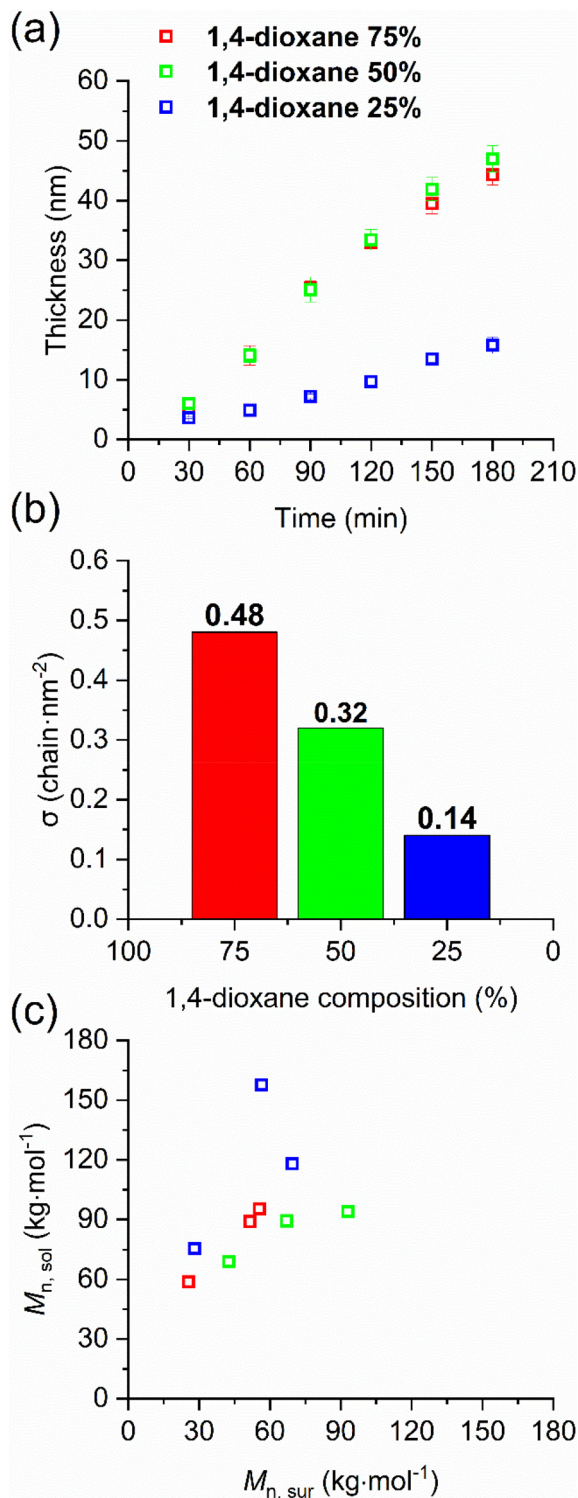 (a)
1,4-dioxane 75%
1,4-dioxane 50%
1,4-dioxane 25%
60
50
40
30
20
10
0
Thickness (nm)
0 30 60 90 120 150 180 210
Time (min)
(b)
0.6
0.5
0.4
0.3
0.2
0.1
0.0
σ (chain·nm⁻²)
0.48
0.32
0.14
100 75 50 25 0
1,4-dioxane composition (%)
(c)
180
150
120
90
60
30
0
Mn, sol (kg·mol⁻¹)
0 30 60 90 120 150 180
Mn, sur (kg·mol⁻¹)